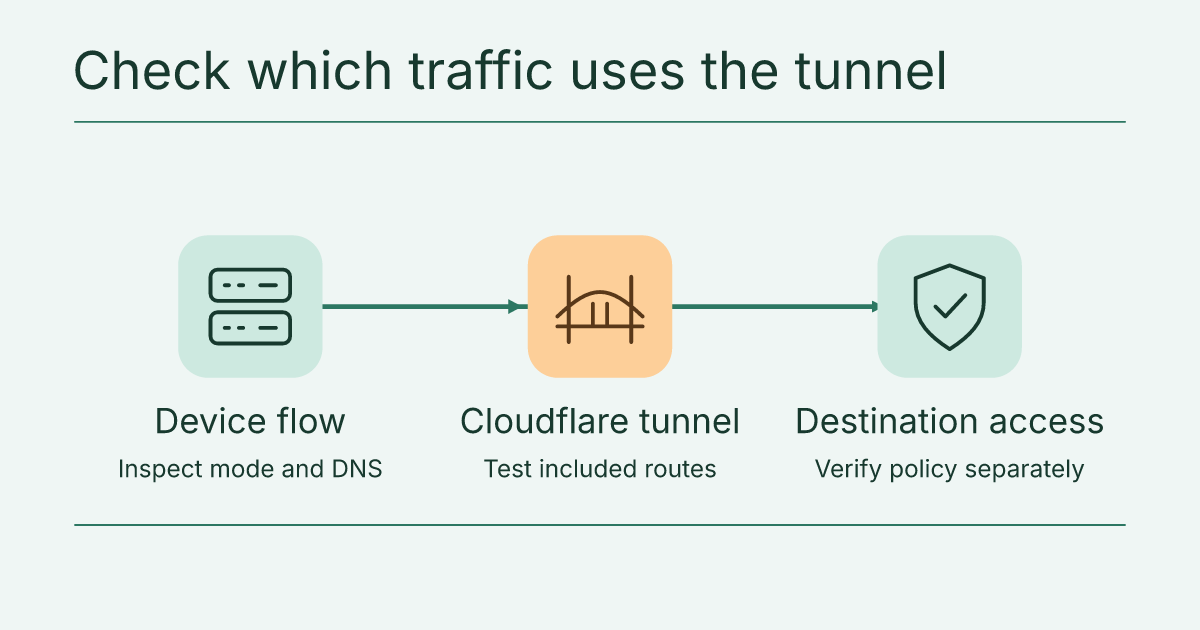 Check which traffic uses the tunnel
Device flow
Inspect mode and DNS
Cloudflare tunnel
Test included routes
Destination access
Verify policy separately